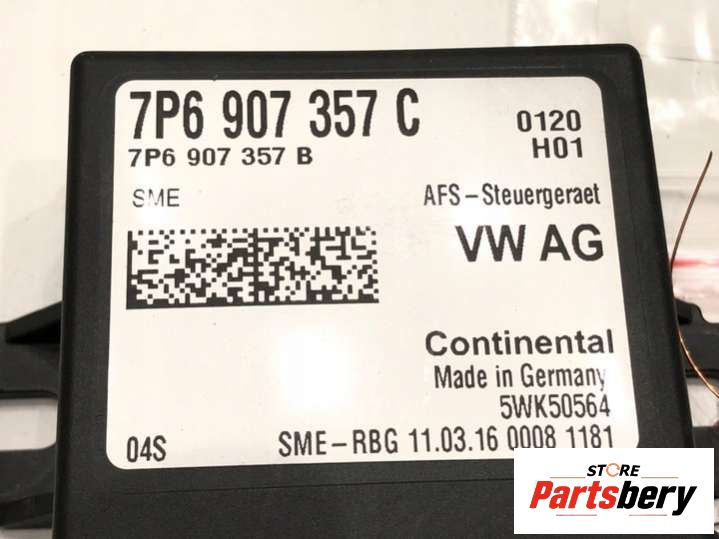 7P6 907 357 C
0120
7P6 907 357 B
H01
SME
AFS-Steuergeraet
VW AG
Continental
Made in Germany
5WK50564
04S
SME-RBG 11.03.16 0008 1181
STORE
Partsbery